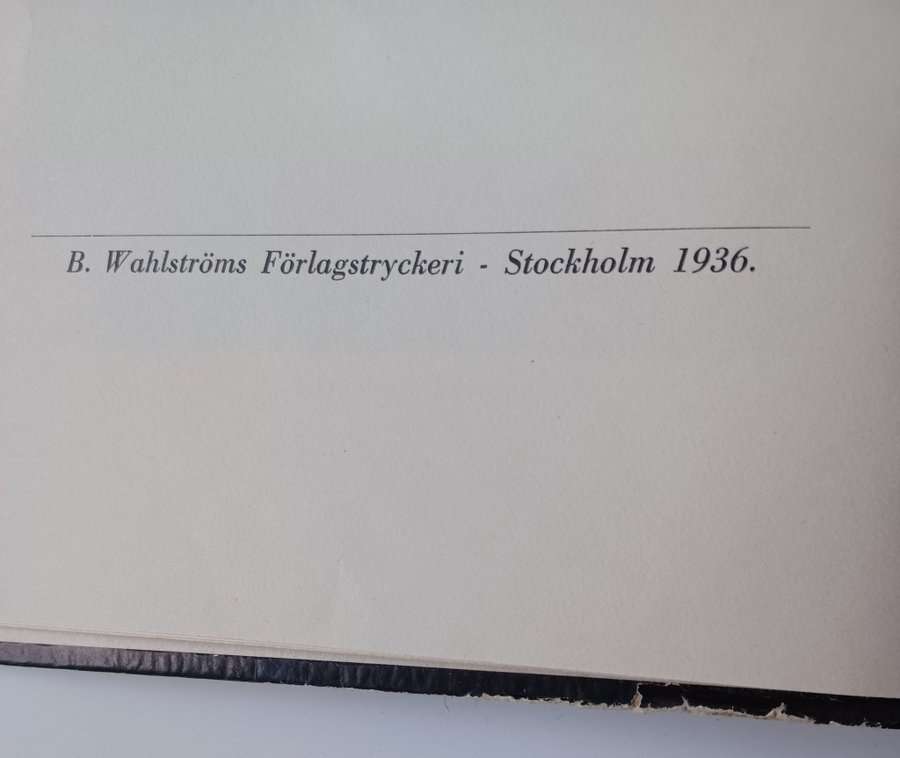 B. Wahlströms Förlagstryckeri - Stockholm 1936.